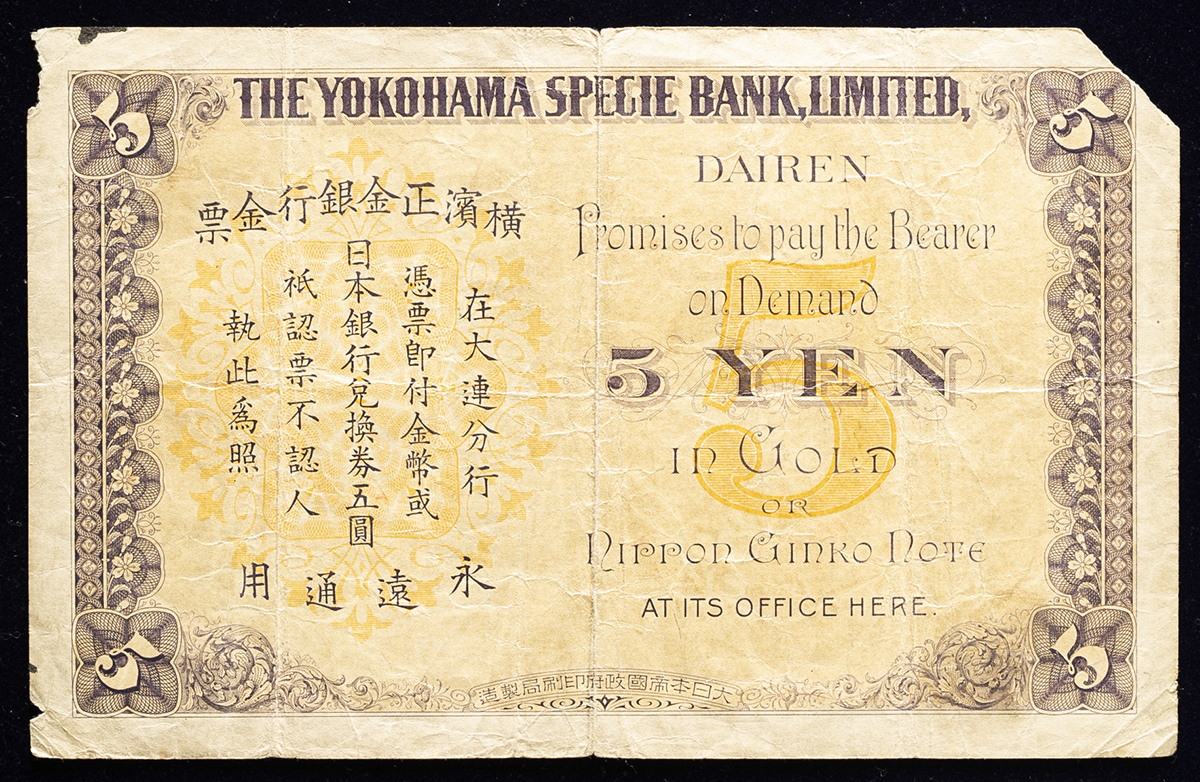 THE YOKOHAMA SPECIE BANK, LIMITED,
5
5
橫濱正金銀行金票
在大連分行
憑票即付金幣或
日本銀行兌換券五圓
祇認票不認人
執此爲照
永遠通用
DAIREN
Promises to pay the Bearer
on Demand
5
5 YEN
IN GOLD
OR
NIPPON GINKO NOTE
AT ITS OFFICE HERE.
5
5
大日本帝國政府印刷局製造